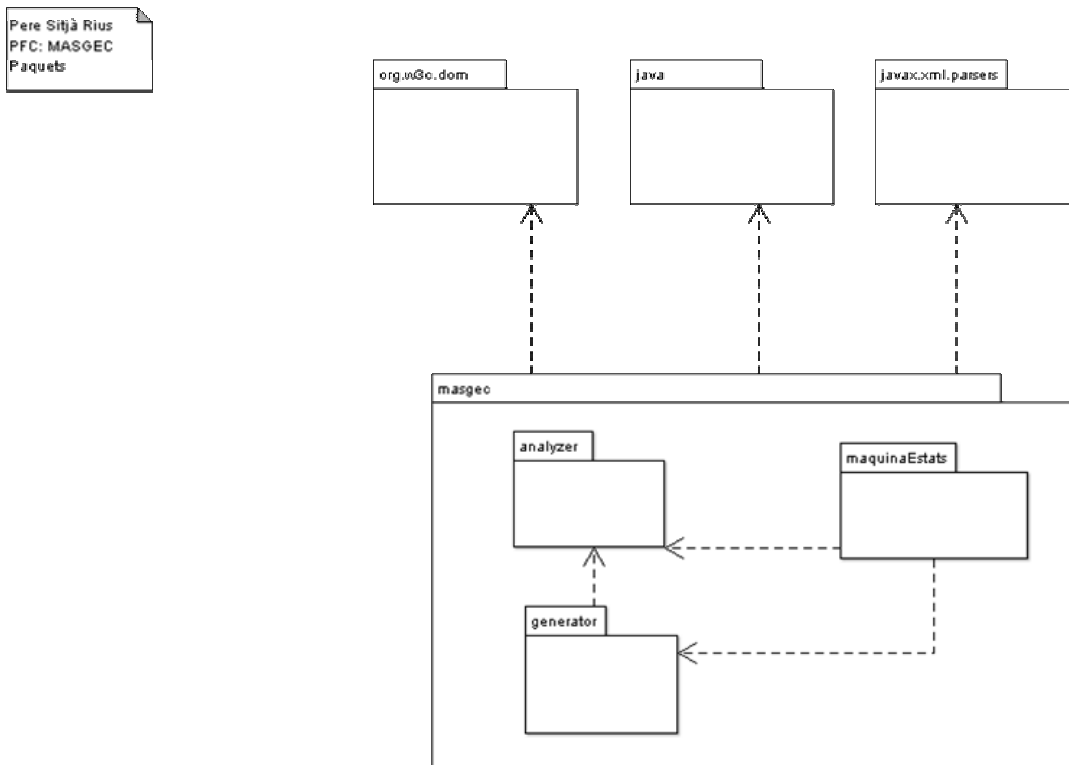 Pere Sitjà Rius
PFC: MASGEC
Paquets
org.w3c.dom
java
javax.xml.parsers
masgec
analyzer
maquinaEstats
generator